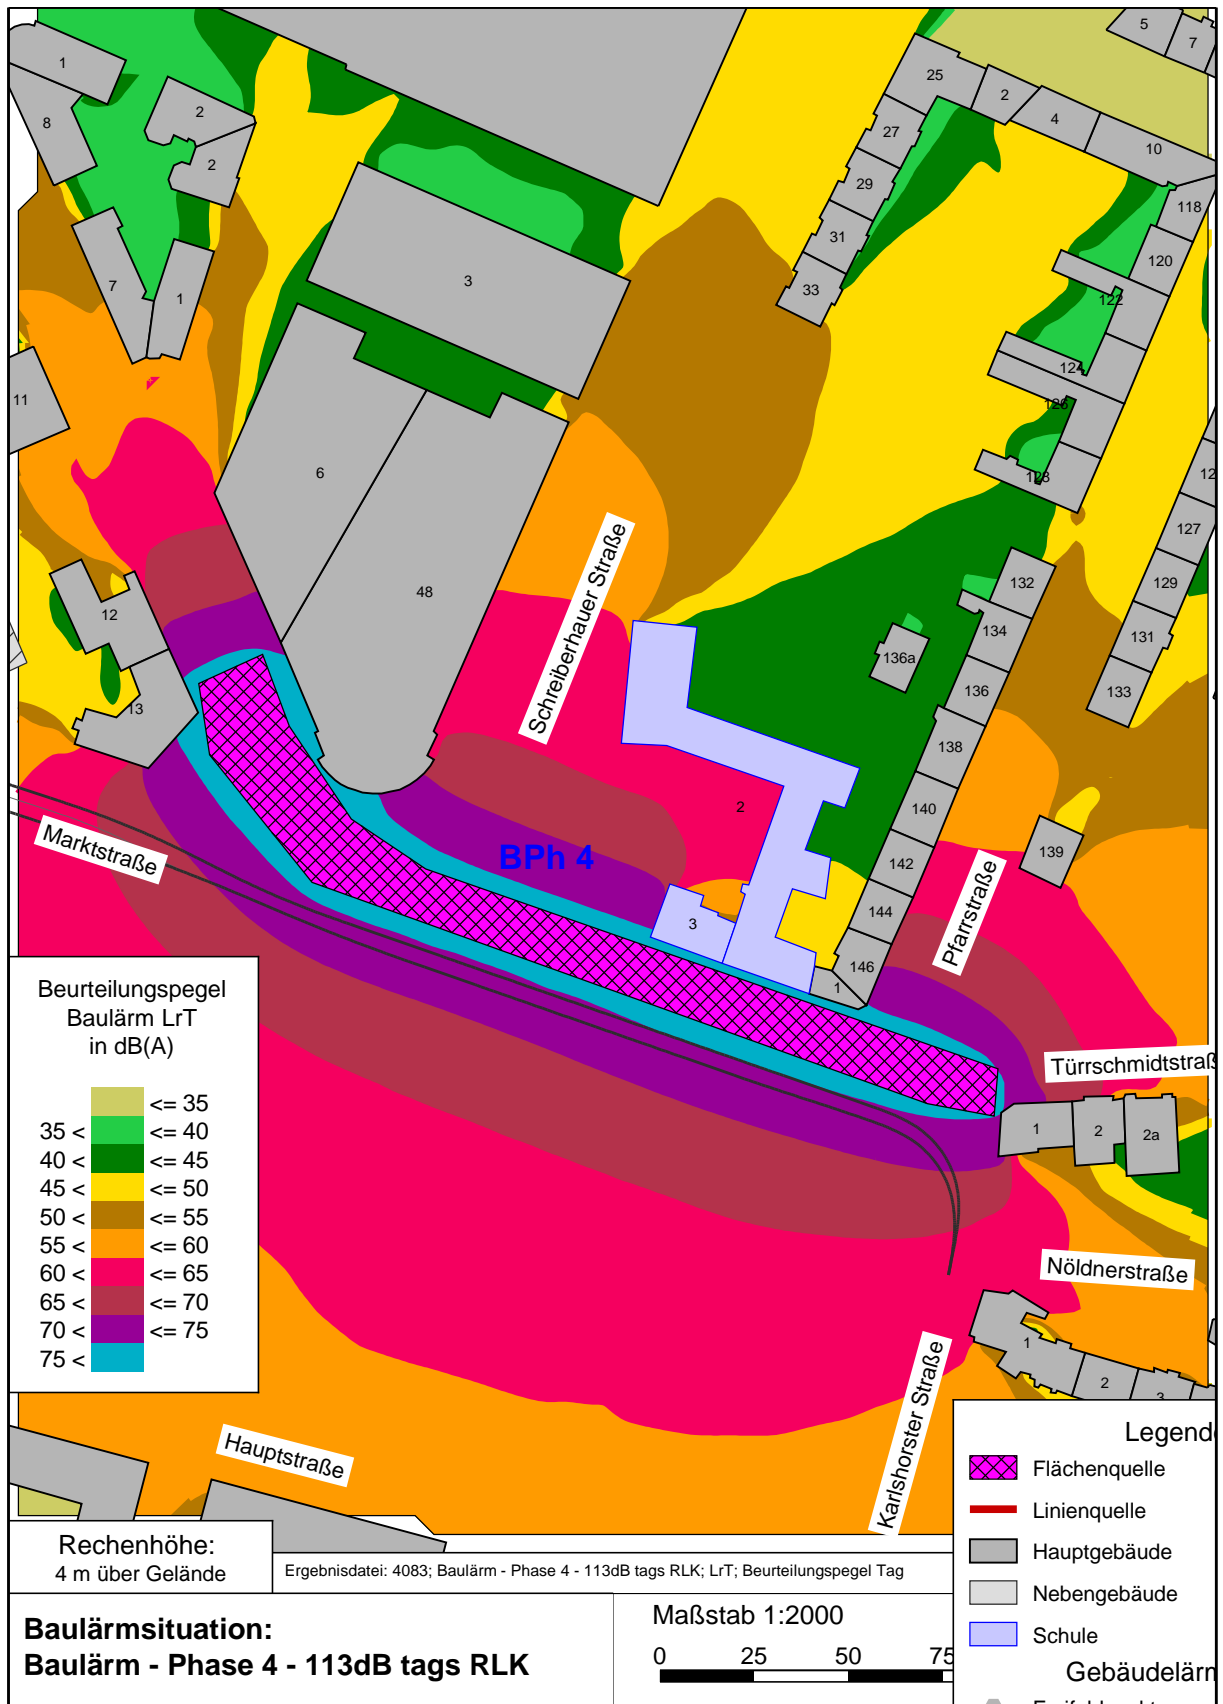 5
7
1
25
2
4
8
2
27
10
2
29
118
31
120
3
33
7
1
122
124
11
126
6
128
12
127
Schreiberhauer Straße
48
132
129
12
134
131
136a
136
133
13
138
2
140
Marktstraße
BPh 4
139
142
144
Pfarrstraße
3
146
1
Beurteilungspegel
Baulärm LrT
in dB(A)
<= 35
35 < <= 40
40 < <= 45
45 < <= 50
50 < <= 55
55 < <= 60
60 < <= 65
65 < <= 70
70 < <= 75
75 <
Türrschmidtstraß
1
2
2a
Nöldnerstraße
1
2
3
Karlshorster Straße
Hauptstraße
Legend
Flächenquelle
Linienquelle
Hauptgebäude
Nebengebäude
Schule
Gebäudelärm
Rechenhöhe:
4 m über Gelände
Ergebnisdatei: 4083; Baulärm - Phase 4 - 113dB tags RLK; LrT; Beurteilungspegel Tag
Baulärmsituation:
Baulärm - Phase 4 - 113dB tags RLK
Maßstab 1:2000
0 25 50 75